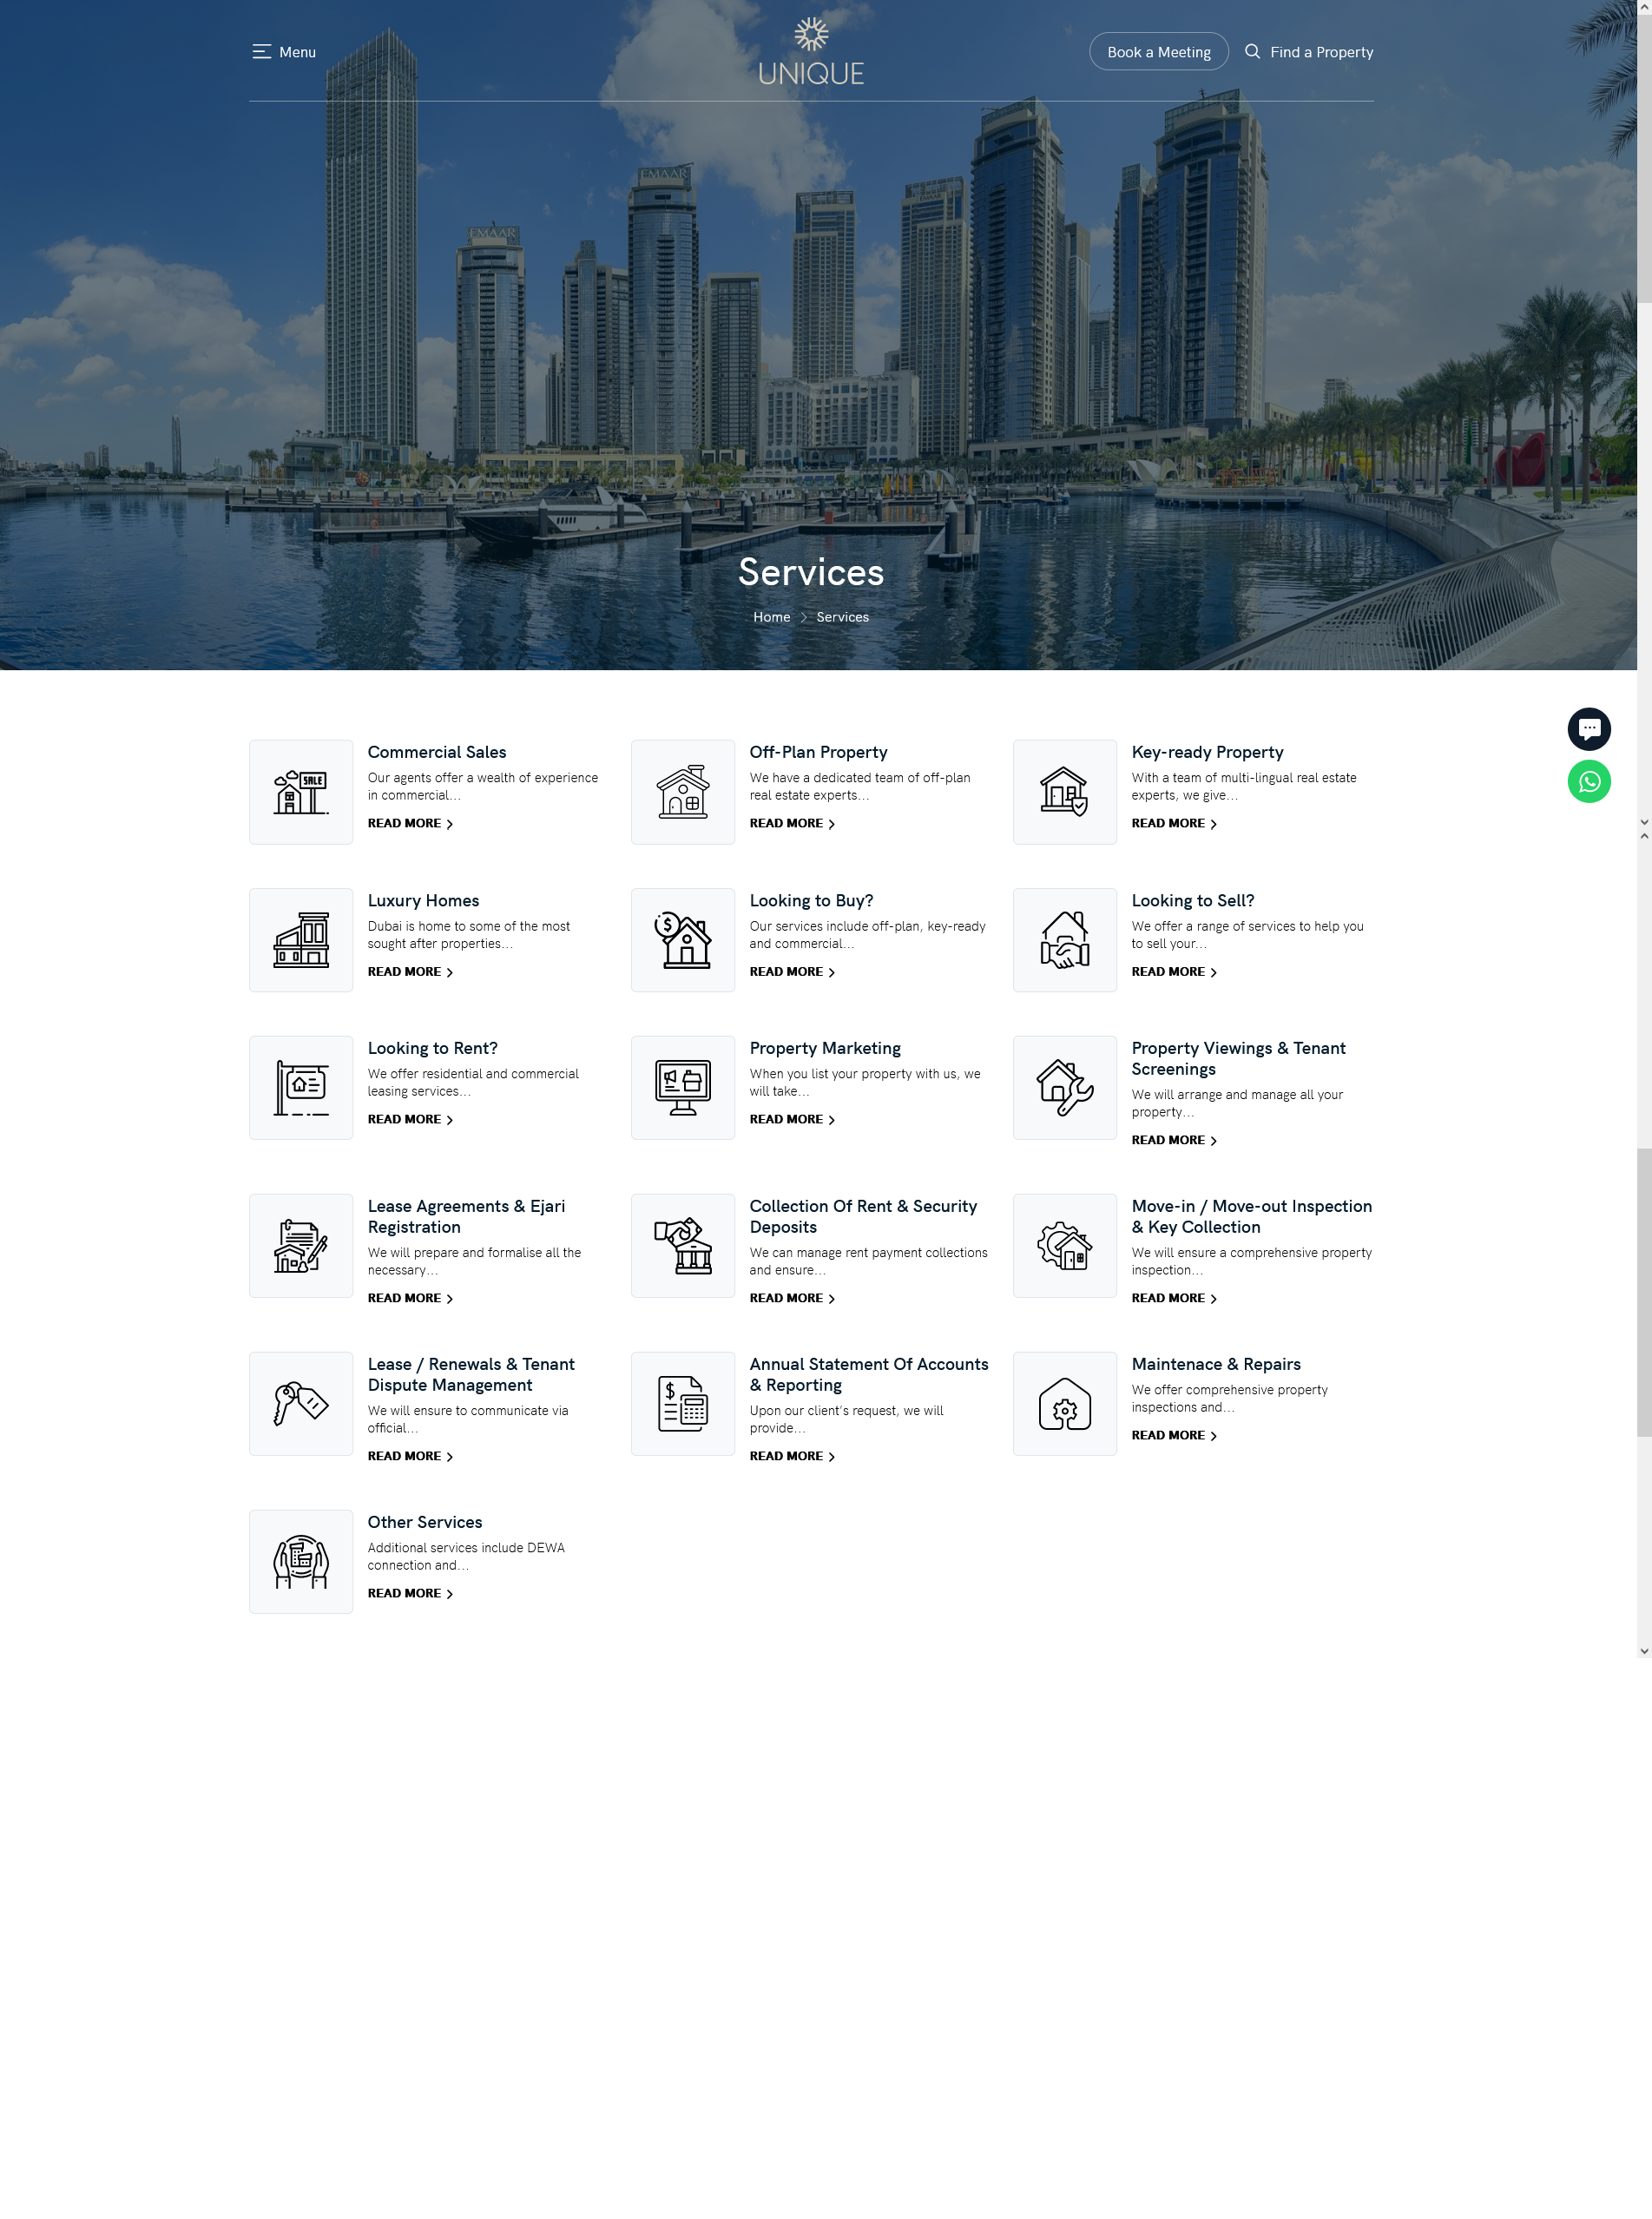 Menu
UNIQUE
Book a Meeting
Find a Property
EMAAR
EMAAR
Services
Home
Services
SALE
Commercial Sales
Our agents offer a wealth of experience
in commercial...
READ MORE
Off-Plan Property
We have a dedicated team of off-plan
real estate experts...
READ MORE
Key-ready Property
With a team of multi-lingual real estate
experts, we give...
READ MORE
Luxury Homes
Dubai is home to some of the most
sought after properties...
READ MORE
$
Looking to Buy?
Our services include off-plan, key-ready
and commercial...
READ MORE
Looking to Sell?
We offer a range of services to help you
to sell your...
READ MORE
Looking to Rent?
We offer residential and commercial
leasing services...
READ MORE
Property Marketing
When you list your property with us, we
will take...
READ MORE
Property Viewings & Tenant
Screenings
We will arrange and manage all your
property...
READ MORE
Lease Agreements & Ejari
Registration
We will prepare and formalise all the
necessary...
READ MORE
Collection Of Rent & Security
Deposits
We can manage rent payment collections
and ensure...
READ MORE
Move-in / Move-out Inspection
& Key Collection
We will ensure a comprehensive property
inspection...
READ MORE
Lease / Renewals & Tenant
Dispute Management
We will ensure to communicate via
official...
READ MORE
$
Annual Statement Of Accounts
& Reporting
Upon our client's request, we will
provide...
READ MORE
Maintenace & Repairs
We offer comprehensive property
inspections and...
READ MORE
Other Services
Additional services include DEWA
connection and...
READ MORE